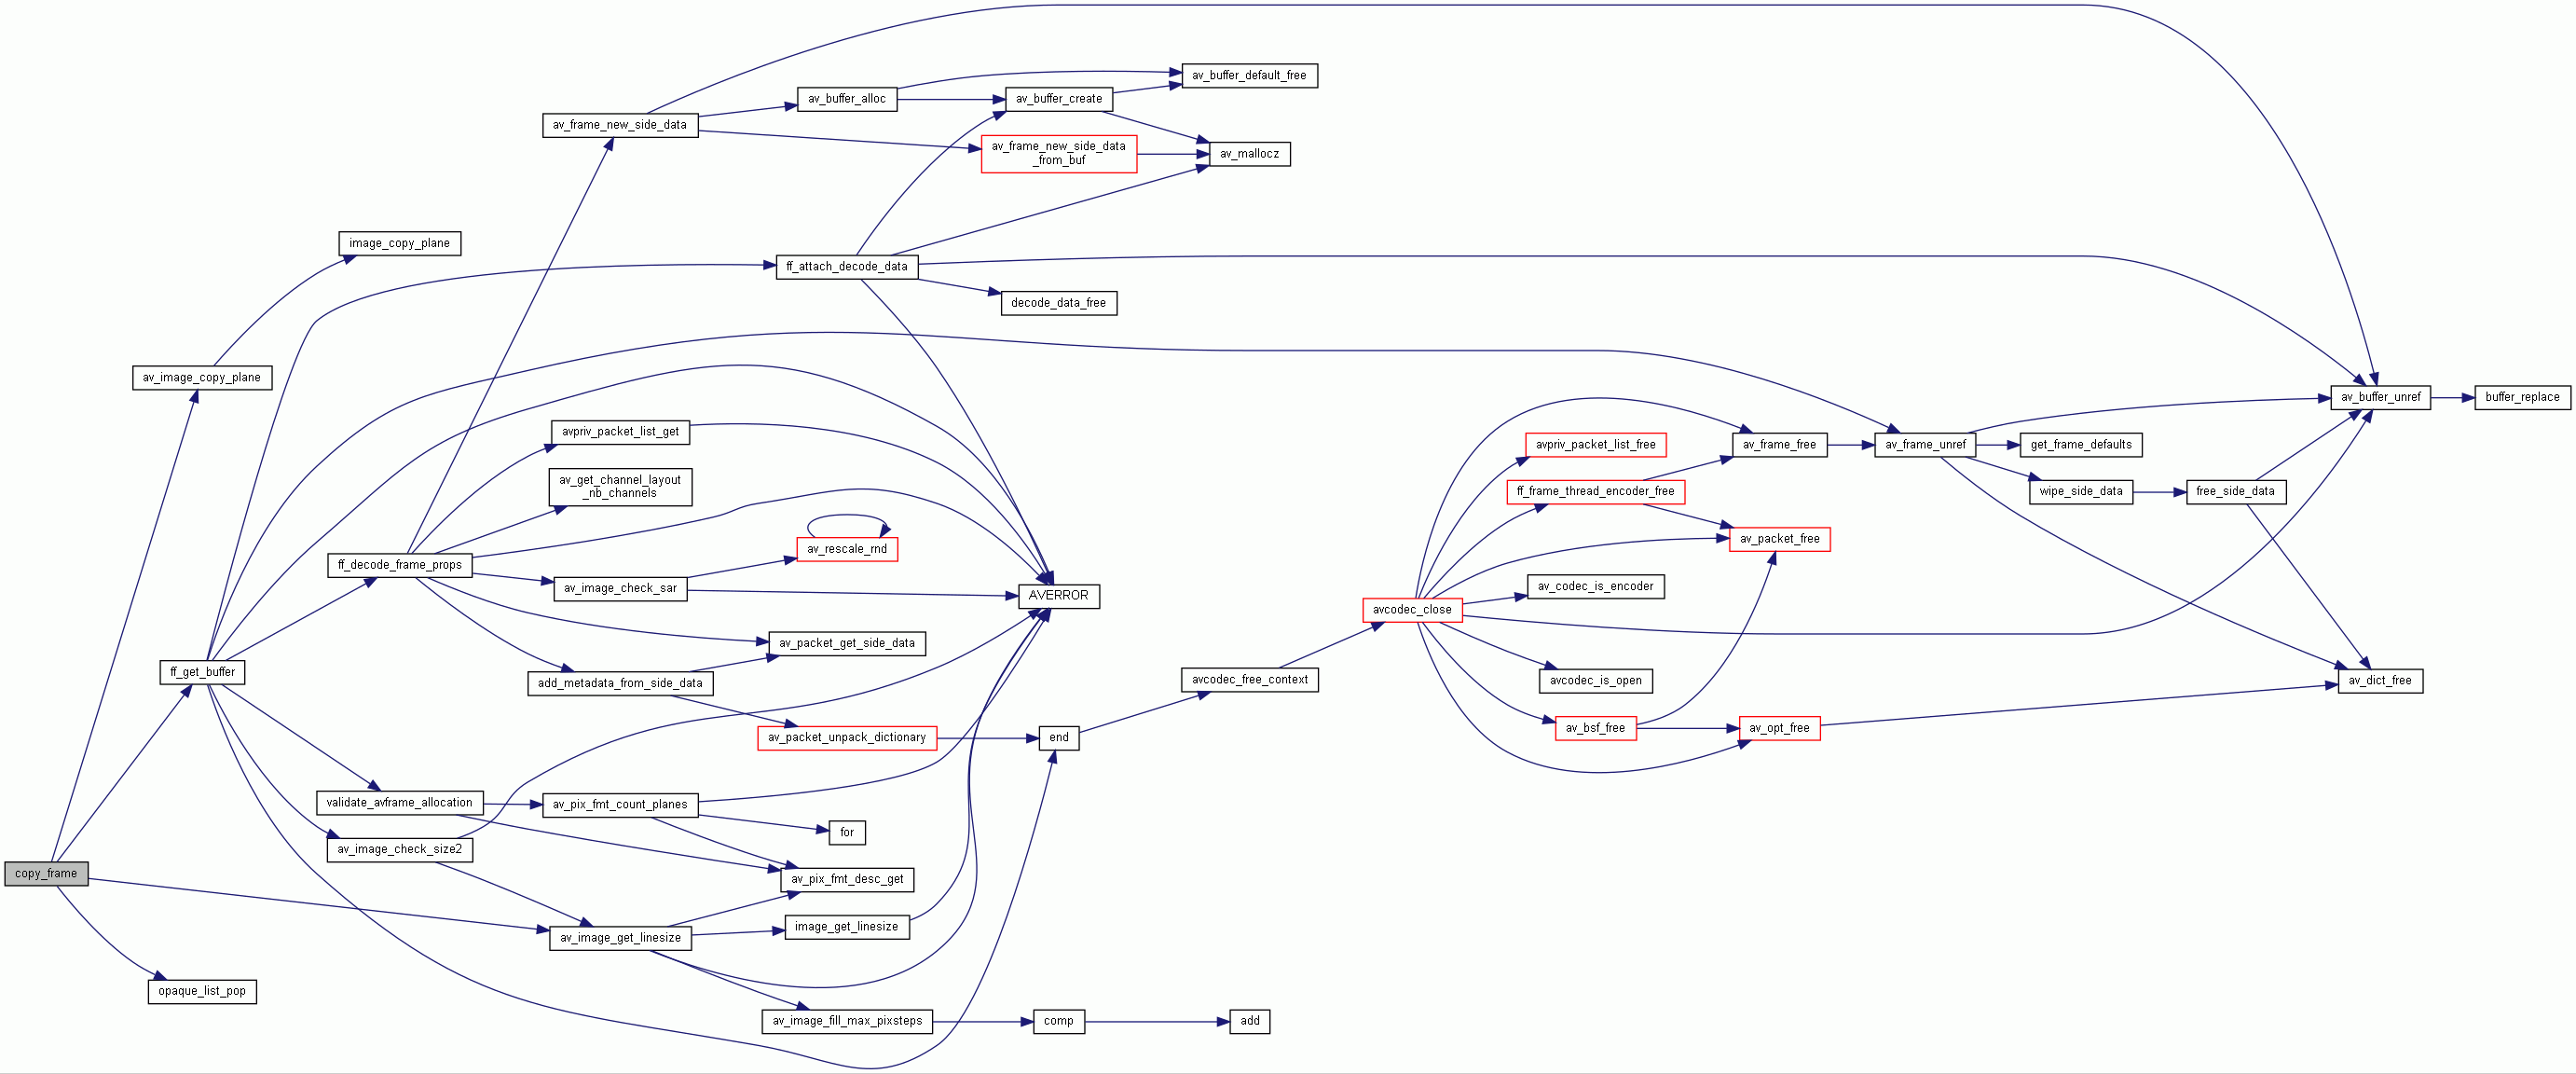 av_buffer_default_free
av_buffer_alloc
av_buffer_create
av_frame_new_side_data
av_frame_new_side_data
_from_buf
av_mallocz
image_copy_plane
ff_attach_decode_data
decode_data_free
av_image_copy_plane
av_buffer_unref
buffer_replace
avpriv_packet_list_get
avpriv_packet_list_free
av_frame_free
av_frame_unref
get_frame_defaults
av_get_channel_layout
_nb_channels
ff_frame_thread_encoder_free
wipe_side_data
free_side_data
av_rescale_rnd
av_packet_free
ff_decode_frame_props
av_image_check_sar
AVERROR
av_codec_is_encoder
avcodec_close
av_packet_get_side_data
ff_get_buffer
add_metadata_from_side_data
avcodec_free_context
avcodec_is_open
av_dict_free
av_packet_unpack_dictionary
end
av_bsf_free
av_opt_free
validate_avframe_allocation
av_pix_fmt_count_planes
for
av_image_check_size2
copy_frame
av_pix_fmt_desc_get
image_get_linesize
av_image_get_linesize
opaque_list_pop
av_image_fill_max_pixsteps
comp
add